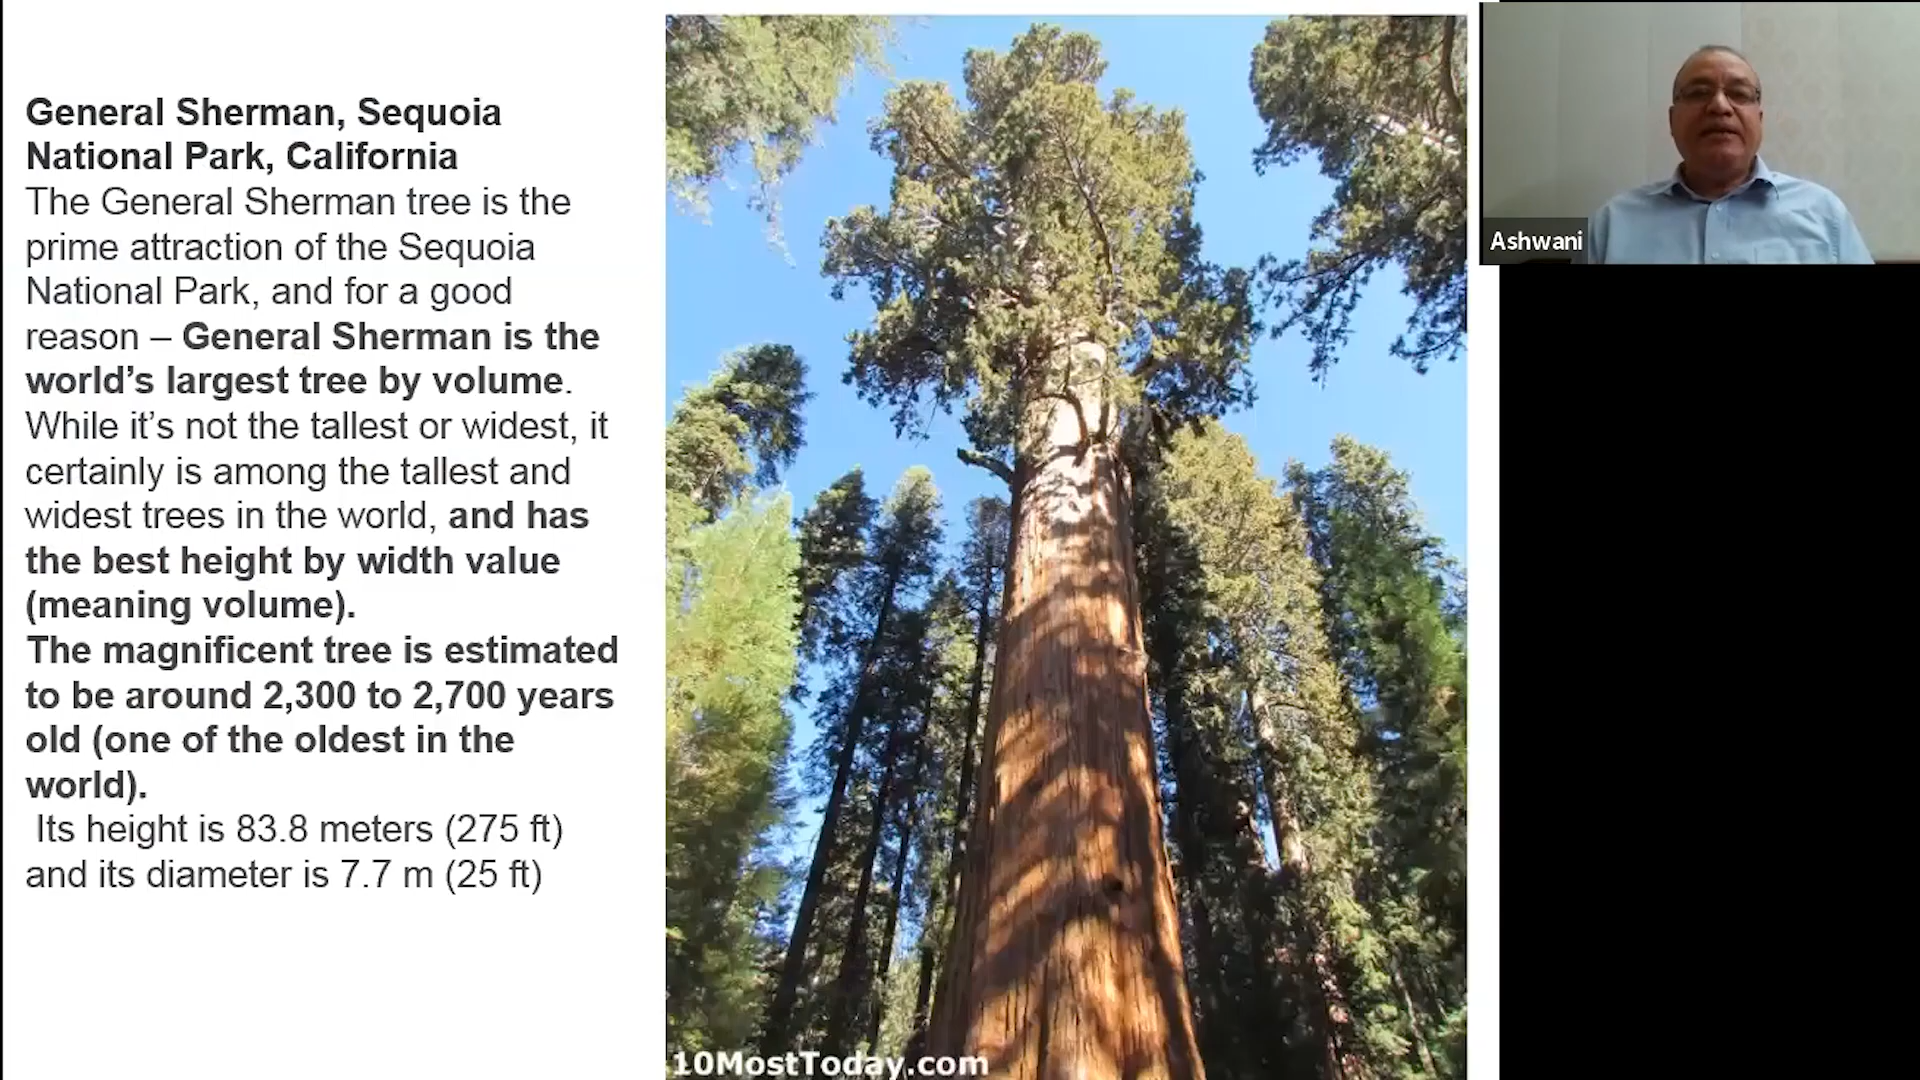 General Sherman, Sequoia
National Park, California
The General Sherman tree is the
prime attraction of the Sequoia
National Park, and for a good
reason – General Sherman is the
world’s largest tree by volume.
While it’s not the tallest or widest, it
certainly is among the tallest and
widest trees in the world, and has
the best height by width value
(meaning volume).
The magnificent tree is estimated
to be around 2,300 to 2,700 years
old (one of the oldest in the
world).
Its height is 83.8 meters (275 ft)
and its diameter is 7.7 m (25 ft)
10MostToday.com
Ashwani